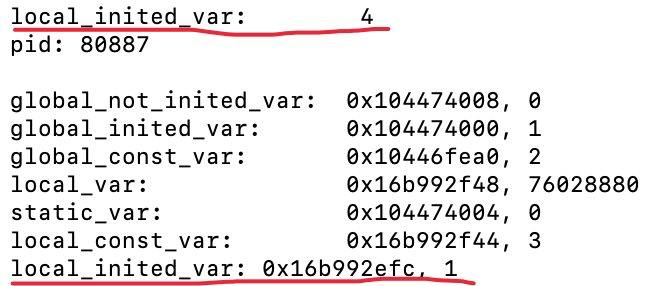 local_inited_var: 4
pid: 80887
global_not_inited_var: 0x104474008, 0
global_inited_var: 0x104474000, 1
global_const_var: 0x10446fea0, 2
local_var: 0x16b992f48, 76028880
static_var: 0x104474004, 0
local_const_var: 0x16b992f44, 3
local_inited_var: 0x16b992efc, 1